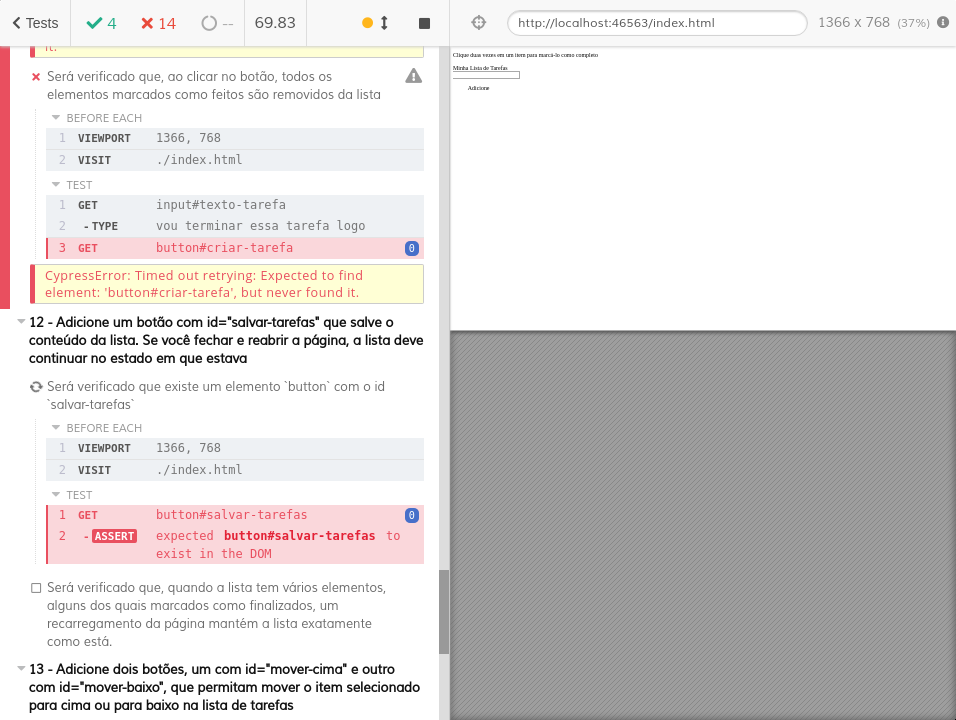 Tests 4 14 -- 69.83 http://localhost:46563/index.html 1366 x 768 (37%)
it.
Será verificado que, ao clicar no botão, todos os
elementos marcados como feitos são removidos da lista
BEFORE EACH
1 VIEWPORT 1366, 768
2 VISIT ./index.html
TEST
1 GET input#texto-tarefa
2 - TYPE vou terminar essa tarefa logo
3 GET button#criar-tarefa 0
CypressError: Timed out retrying: Expected to find
element: 'button#criar-tarefa', but never found it.
12 - Adicione um botão com id="salvar-tarefas" que salve o
conteúdo da lista. Se você fechar e reabrir a página, a lista deve
continuar no estado em que estava
Será verificado que existe um elemento `button` com o id
`salvar-tarefas`
BEFORE EACH
1 VIEWPORT 1366, 768
2 VISIT ./index.html
TEST
1 GET button#salvar-tarefas 0
2 - ASSERT expected button#salvar-tarefas to
exist in the DOM
Será verificado que, quando a lista tem vários elementos,
alguns dos quais marcados como finalizados, um
recarregamento da página mantém a lista exatamente
como está.
13 - Adicione dois botões, um com id="mover-cima" e outro
com id="mover-baixo", que permitam mover o item selecionado
para cima ou para baixo na lista de tarefas
Clique duas vezes em um item para marcá-lo como completo
Minha Lista de Tarefas
Adicione